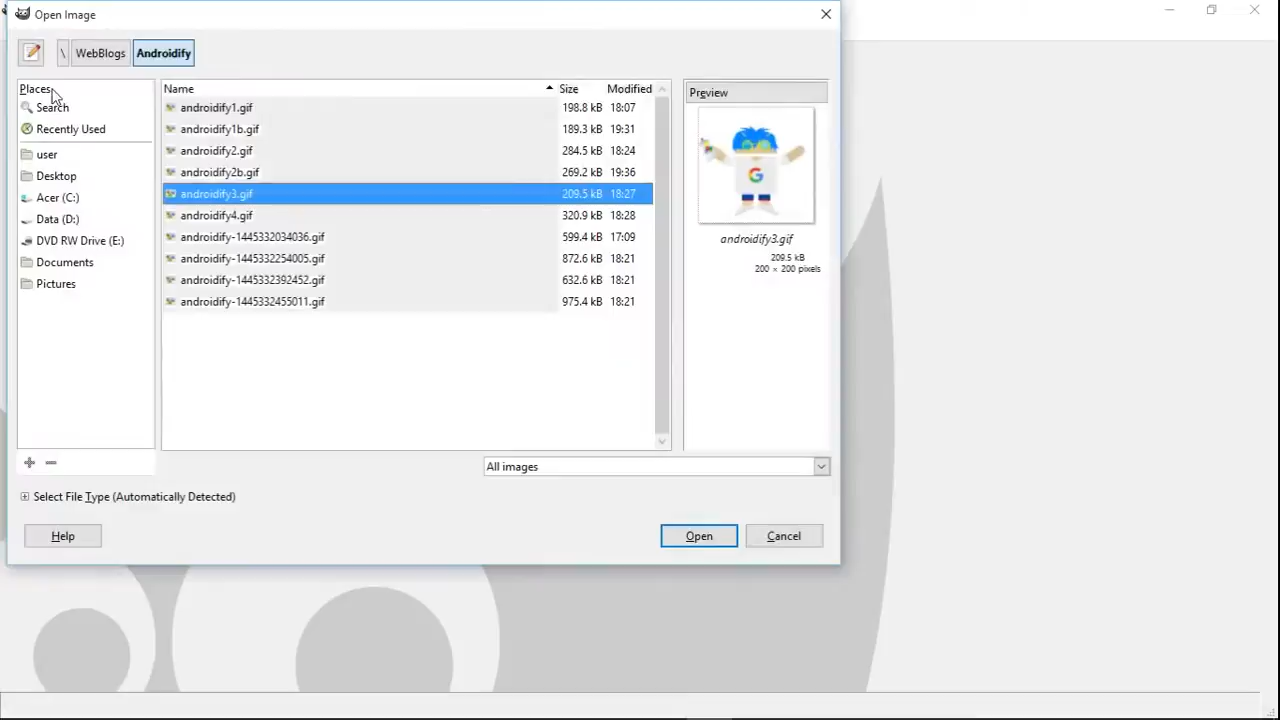 Open Image
\ WebBlogs Androidify
Places
Search
Recently Used
user
Desktop
Acer (C:)
Data (D:)
DVD RW Drive (E:)
Documents
Pictures
Name Size Modified
androidify1.gif 198.8 kB 18:07
androidify1b.gif 189.3 kB 19:31
androidify2.gif 284.5 kB 18:24
androidify2b.gif 269.2 kB 19:36
androidify3.gif 209.5 kB 18:27
androidify4.gif 320.9 kB 18:28
androidify-1445332034036.gif 599.4 kB 17:09
androidify-1445332254005.gif 872.6 kB 18:21
androidify-1445332392452.gif 632.6 kB 18:21
androidify-1445332455011.gif 975.4 kB 18:21
Preview
G
androidify3.gif
209.5 kB
200 × 200 pixels
All images
Select File Type (Automatically Detected)
Help
Open
Cancel